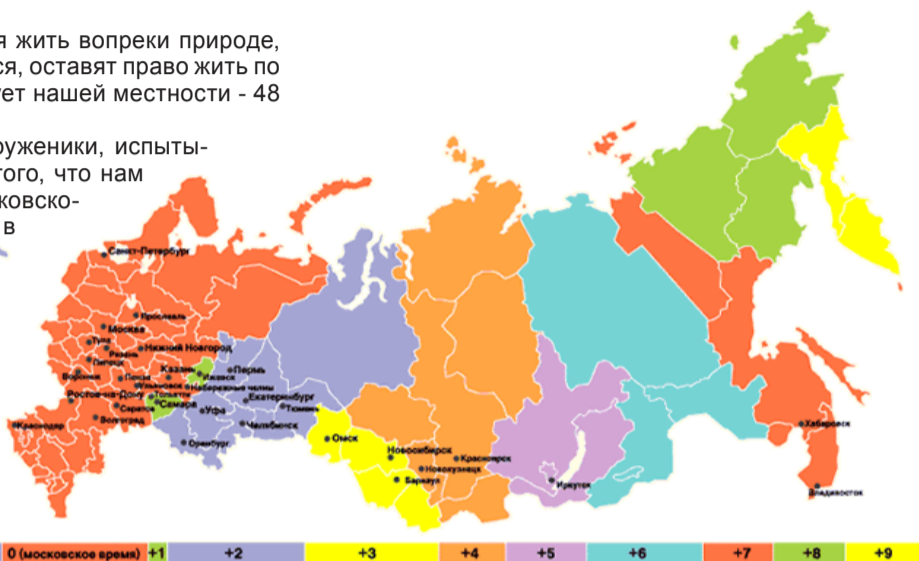 я жить вопреки природе,
ся, оставят право жить по
ует нашей местности - 48
руженики, испыты-
того, что нам
ковско-
в
Санкт-Петербург
Ярославль
Москва
Тула
Рязань
Нижний Новгород
Липецк
Казань
Пермь
Воронеж
Пенза
Ижевск
Ульяновск
Набережные челны
Ростов-на-Дону
Тольятти
Екатеринбург
Самара
Тюмень
Саратов
Уфа
Волгоград
Челябинск
Краснодар
Оренбург
Омск
Новосибирск
Красноярск
Новокузнецк
Барнаул
Иркутск
Хабаровск
Владивосток
0 (московское время) +1 +2 +3 +4 +5 +6 +7 +8 +9